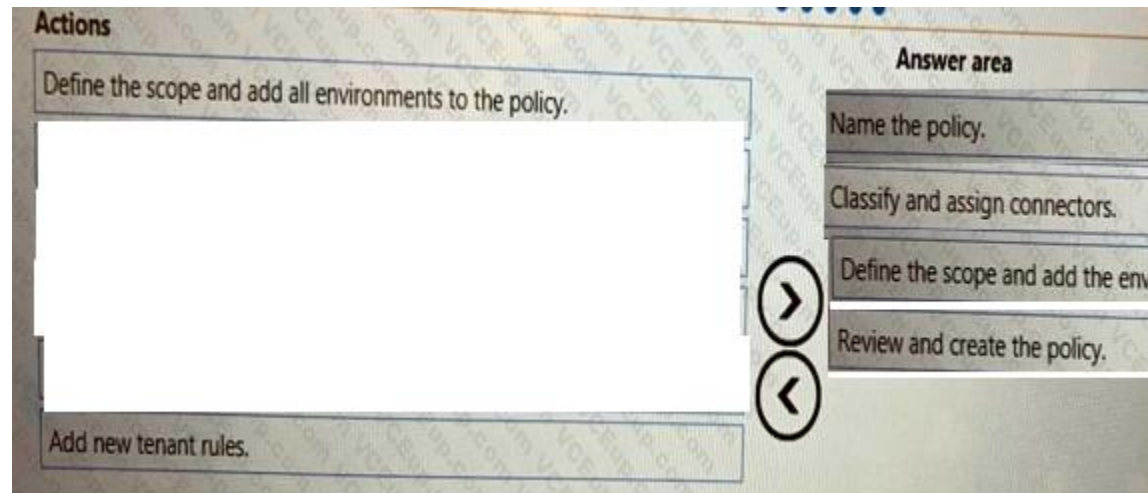 Actions
Define the scope and add all environments to the policy.
Add new tenant rules.
Answer area
Name the policy.
Classify and assign connectors.
Define the scope and add the env
Review and create the policy.